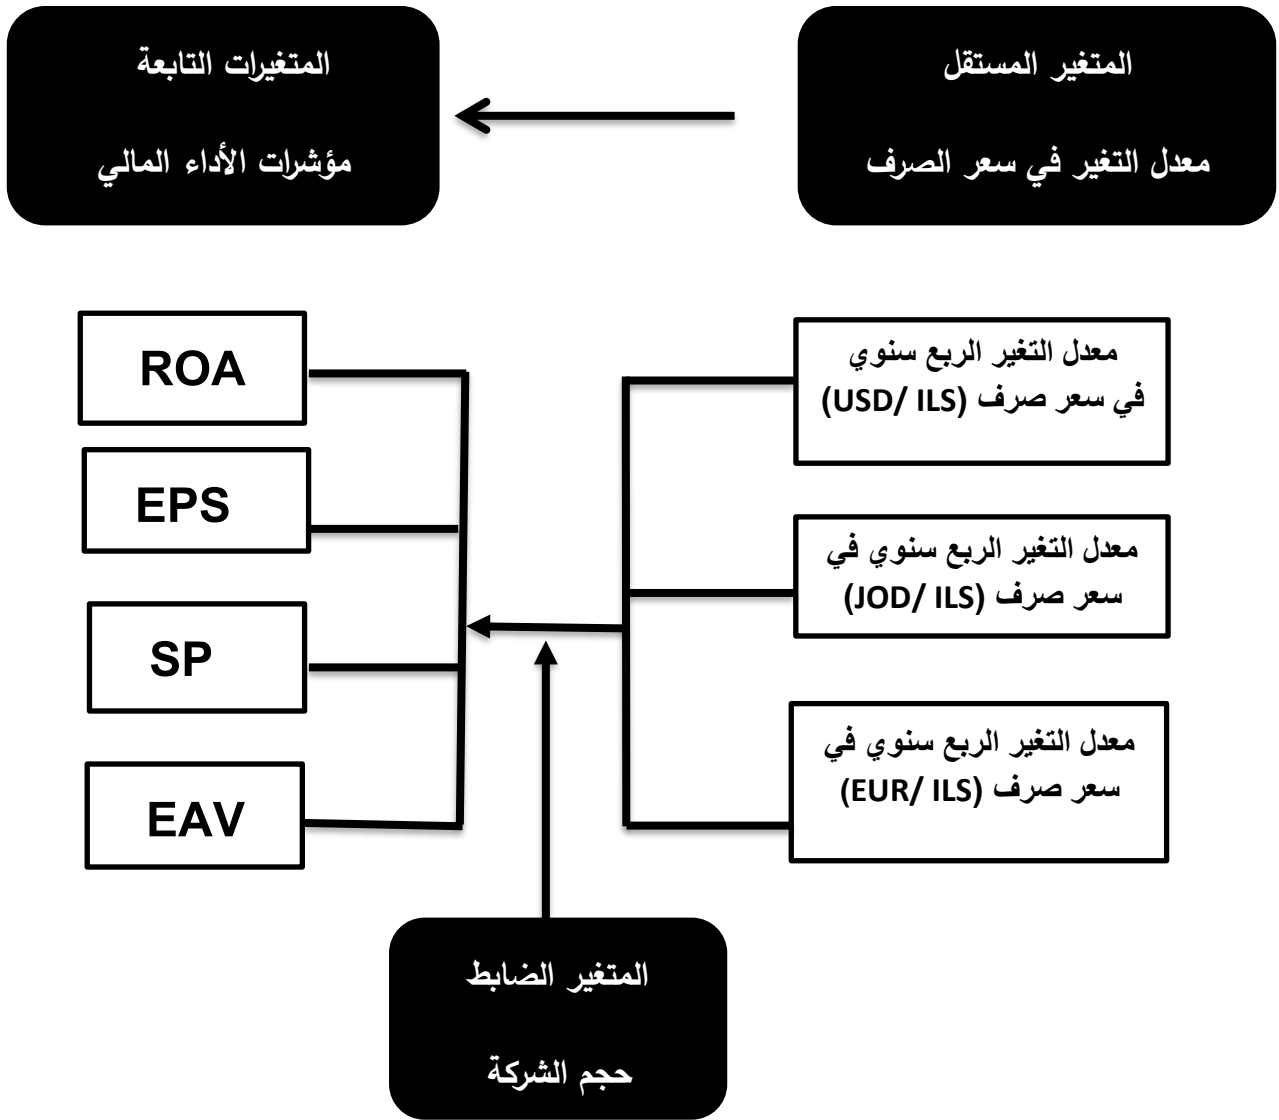 المتغير المستقل
معدل التغير في سعر الصرف
المتغيرات التابعة
مؤشرات الأداء المالي
معدل التغير الربع سنوي
في سعر صرف (USD/ ILS)
معدل التغير الربع سنوي في
سعر صرف (JOD/ ILS)
معدل التغير الربع سنوي في
سعر صرف (EUR/ ILS)
ROA
EPS
SP
EAV
المتغير الضابط
حجم الشركة